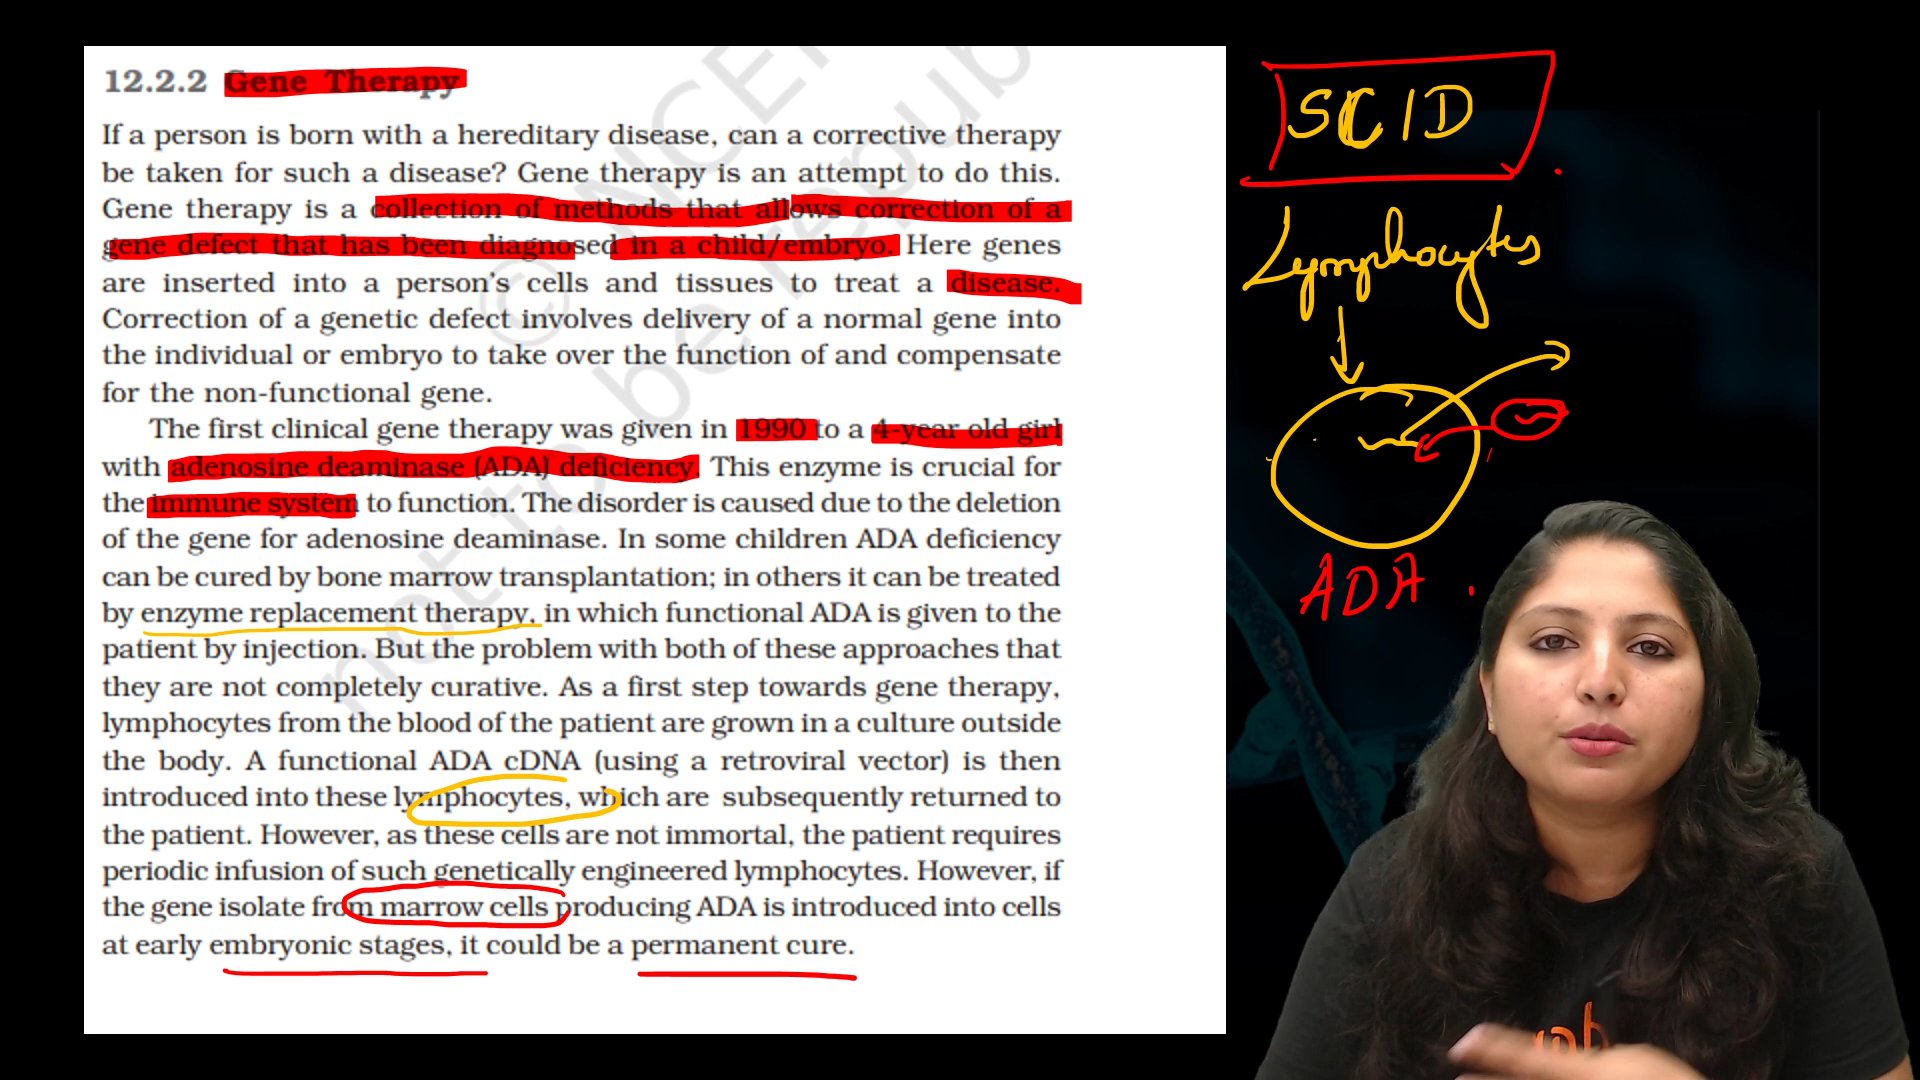 12.2.2 Gene Therapy
If a person is born with a hereditary disease, can a corrective therapy
be taken for such a disease? Gene therapy is an attempt to do this.
Gene therapy is a collection of methods that allows correction of a
gene defect that has been diagnosed in a child/embryo. Here genes
are inserted into a person's cells and tissues to treat a disease.
Correction of a genetic defect involves delivery of a normal gene into
the individual or embryo to take over the function of and compensate
for the non-functional gene.
The first clinical gene therapy was given in 1990 to a 4-year old girl
with adenosine deaminase (ADA) deficiency. This enzyme is crucial for
the immune system to function. The disorder is caused due to the deletion
of the gene for adenosine deaminase. In some children ADA deficiency
can be cured by bone marrow transplantation; in others it can be treated
by enzyme replacement therapy, in which functional ADA is given to the
patient by injection. But the problem with both of these approaches that
they are not completely curative. As a first step towards gene therapy,
lymphocytes from the blood of the patient are grown in a culture outside
the body. A functional ADA cDNA (using a retroviral vector) is then
introduced into these lymphocytes, which are subsequently returned to
the patient. However, as these cells are not immortal, the patient requires
periodic infusion of such genetically engineered lymphocytes. However, if
the gene isolate from marrow cells producing ADA is introduced into cells
at early embryonic stages, it could be a permanent cure.
© NCE
not to be repub
SCID
Lymphocytes
ADA